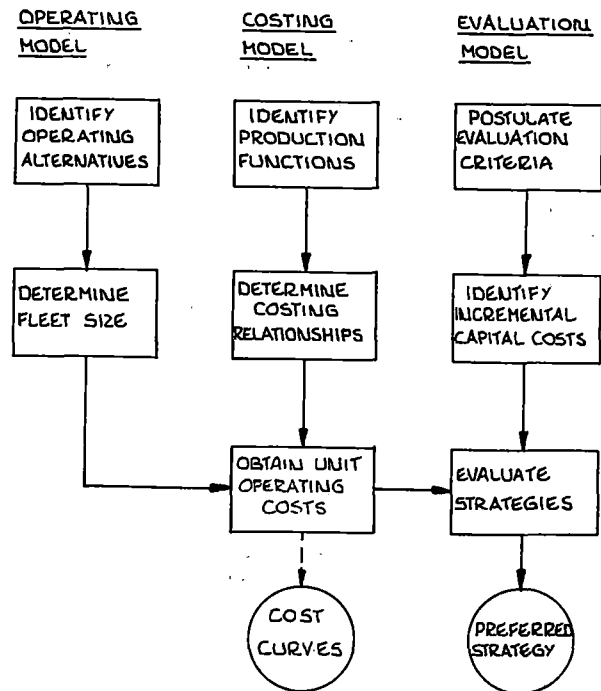 OPERATING
MODEL
COSTING
MODEL
EVALUATION
MODEL
IDENTIFY
OPERATING
ALTERNATIVES
IDENTIFY
PRODUCTION
FUNCTIONS
POSTULATE
EVALUATION
CRITERIA
DETERMINE
FLEET SIZE
DETERMINE
COSTING
RELATIONSHIPS
IDENTIFY
INCREMENTAL
CAPITAL COSTS
OBTAIN UNIT
OPERATING
COSTS
EVALUATE
STRATEGIES
COST
CURVES
PREFERRED
STRATEGY